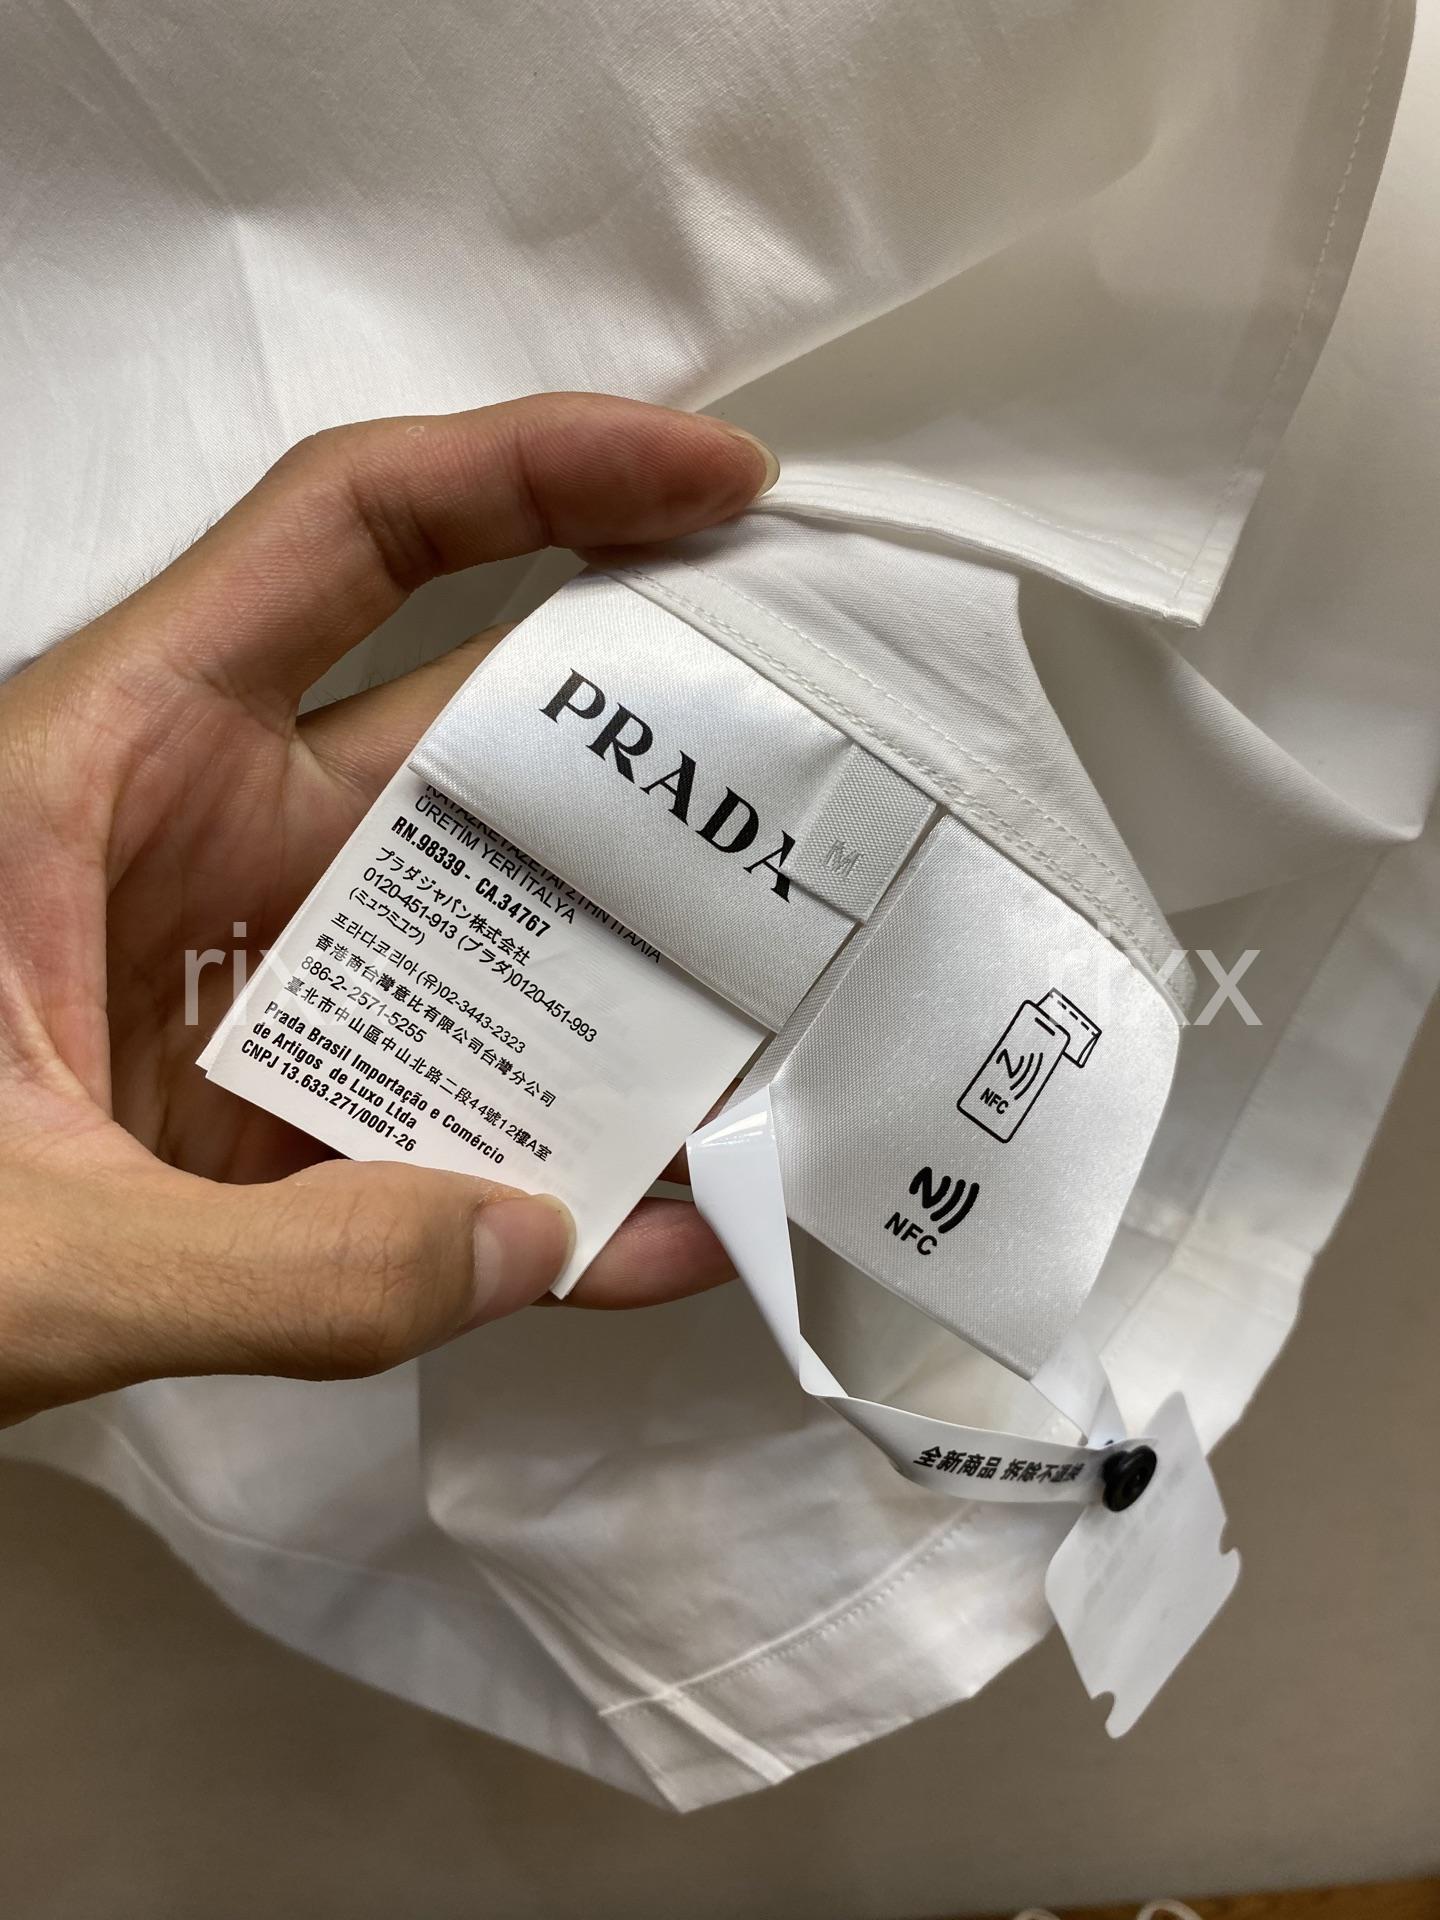 PRADA
M
ÜRETİM YERİ İTALYA
RN.98339 - CA.34767
プラダジャパン株式会社
0120-451-913 (プラダ)0120-451-993
(ミュウミュウ)
프라다코리아(유)02-3443-2323
香港商台灣意比有限公司台灣分公司
886-2-2571-5255
臺北市中山區中山北路二段44號12樓A室
Prada Brasil Importação e Comércio
de Artigos de Luxo Ltda
CNPJ 13.633.271/0001-26
NFC
NFC
全新商品 拆除不退换
rixx
rixx